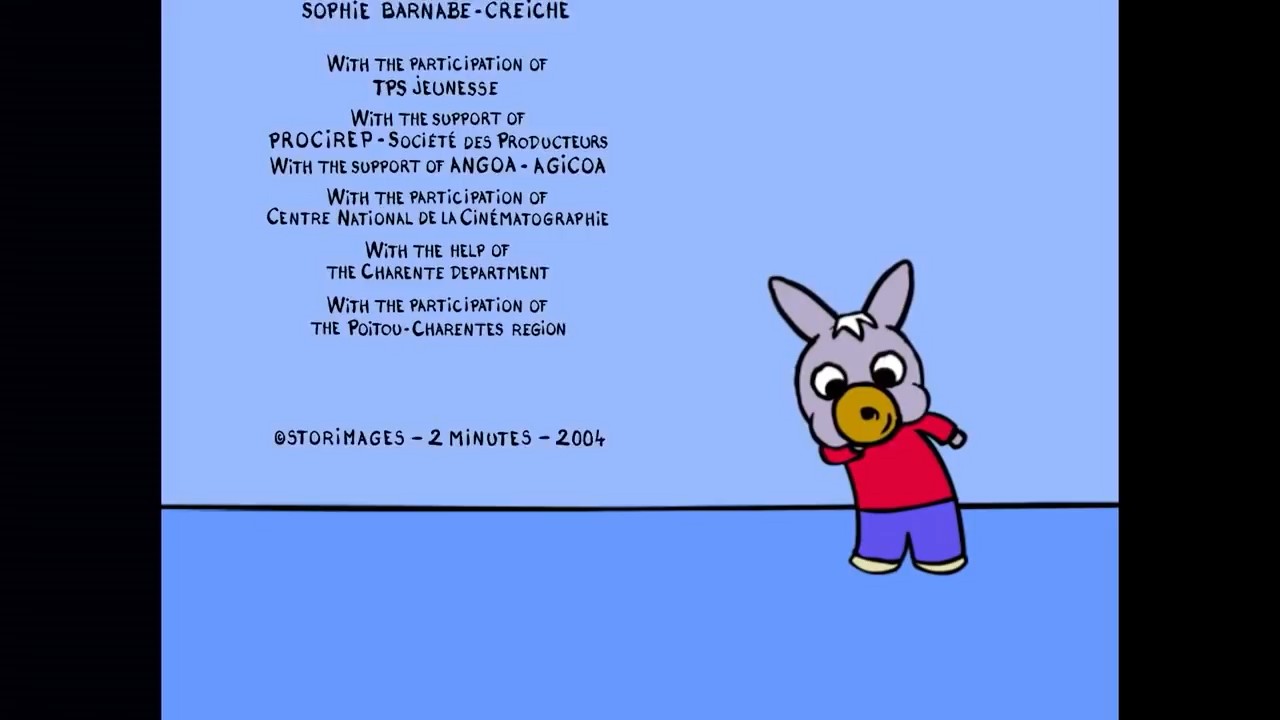 SOPHiE BARNABE-CREiCHE
WiTH THE PARTiCiPATiON OF
TPS JEUNESSE
WiTH THE SUPPORT OF
PROCiREP - SOCiÉTÉ DES PRODUCTEURS
WiTH THE SUPPORT OF ANGOA - AGiCOA
WiTH THE PARTiCiPATiON OF
CENTRE NATiONAL DE LA CiNÉMATOGRAPHiE
WiTH THE HELP OF
THE CHARENTE DEPARTMENT
WiTH THE PARTiCiPATiON OF
THE POiTOU-CHARENTES REGiON
©STORiMAGES - 2 MiNUTES - 2004